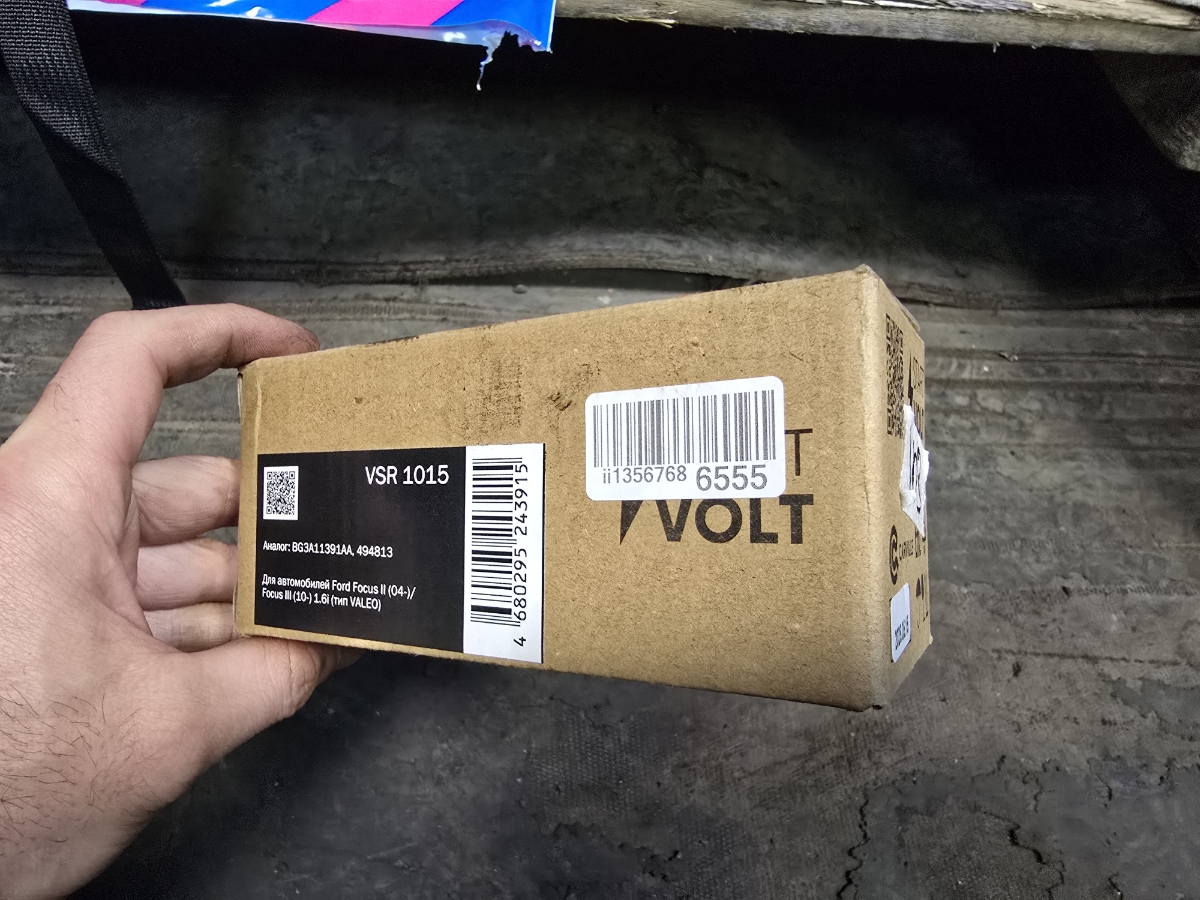 VSR 1015
Аналог: BG3A11391AA, 494813
Для автомобилей Ford Focus II (04-)/
Focus III (10-) 1.6i (тип VALEO)
4 680295 243915
ii1356768 6555
VOLT